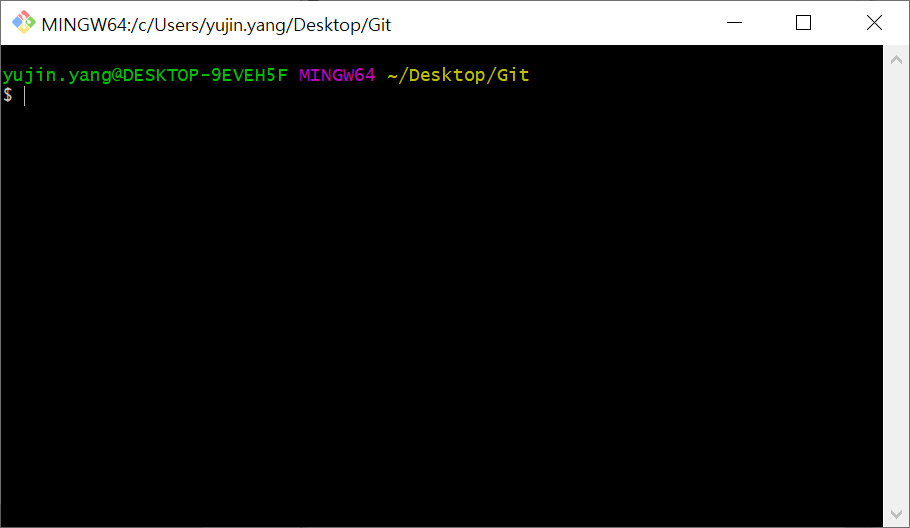 MINGW64:/c/Users/yujin.yang/Desktop/Git
yujin.yang@DESKTOP-9EVEH5F MINGW64 ~/Desktop/Git
$